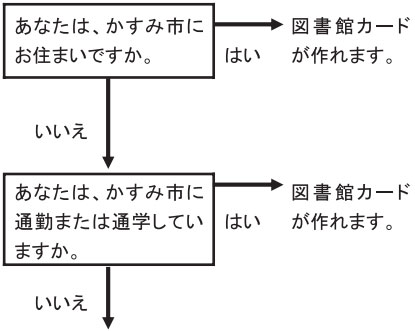 あなたは、かすみ市に
お住まいですか。
はい
図書館カード
が作れます。
いいえ
あなたは、かすみ市に
通勤または通学してい
ますか。
はい
図書館カード
が作れます。
いいえ